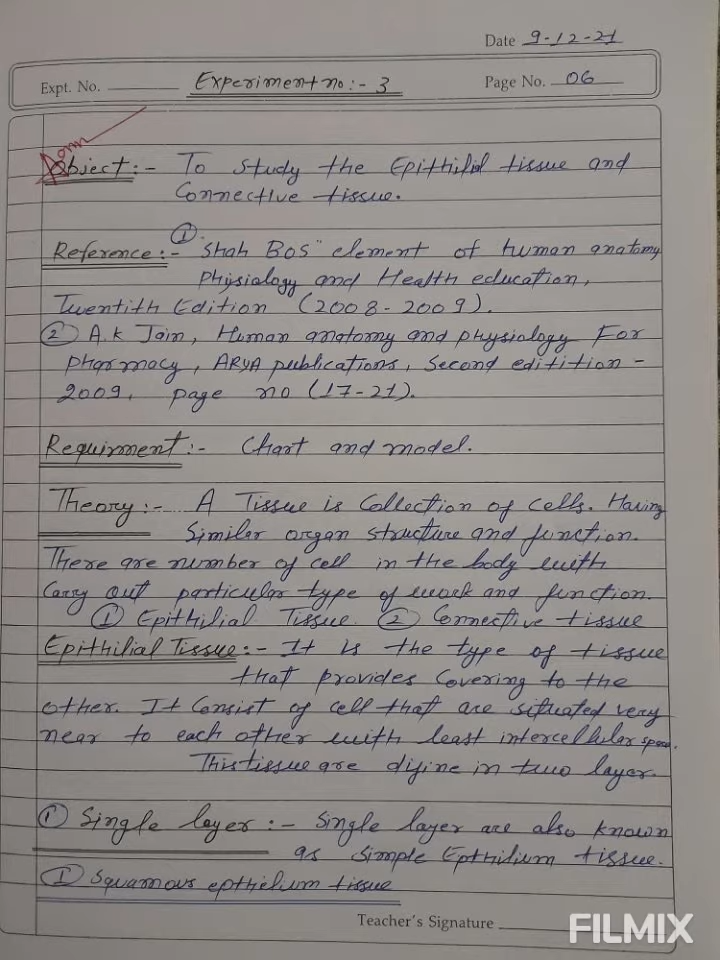 Date 9-12-21
Expt. No. Experiment no :- 3 Page No. 06
Object :- To study the Epithilial tissue and
Connective tissue.
Reference :- ① "Shah BOS" element of human anatomy
Physiology and Health education,
Twentith Edition (2008-2009).
② A.K Jain, Human anatomy and physiology For
pharmacy, ARYA publications, Second editition -
2009, page no (17-21).
Requirment :- Chart and model.
Theory :- A Tissue is Collection of cells. Having
Similar organ structure and function.
There are number of cell in the body with
Carry out particular type of work and function.
① Epithilial Tissue. ② Connective tissue
Epithilial Tissue :- It is the type of tissue
that provides Covering to the
other. It Consist of cell that are situated very
near to each other with least intercellular space.
This tissue are difine in two layer.
① Single layer :- Single layer are also known
as Simple Epthilium tissue.
① Squamous epthelium tissue
Teacher's Signature
FILMIX